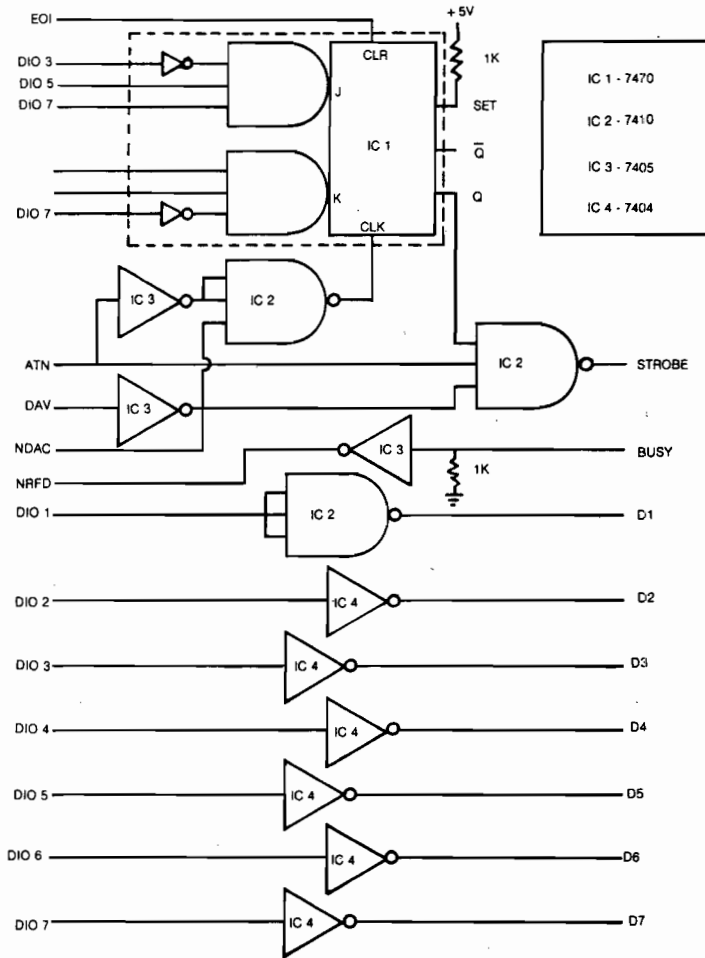 EOI
+ 5V
DIO 3
DIO 5
DIO 7
CLR
1K
J
SET
IC 1
Q
K
Q
DIO 7
CLK
IC 1 - 7470
IC 2 - 7410
IC 3 - 7405
IC 4 - 7404
IC 3
IC 2
ATN
IC 2
STROBE
DAV
IC 3
NDAC
IC 3
BUSY
NRFD
1K
DIO 1
IC 2
D1
DIO 2
IC 4
D2
DIO 3
IC 4
D3
DIO 4
IC 4
D4
DIO 5
IC 4
D5
DIO 6
IC 4
D6
DIO 7
IC 4
D7